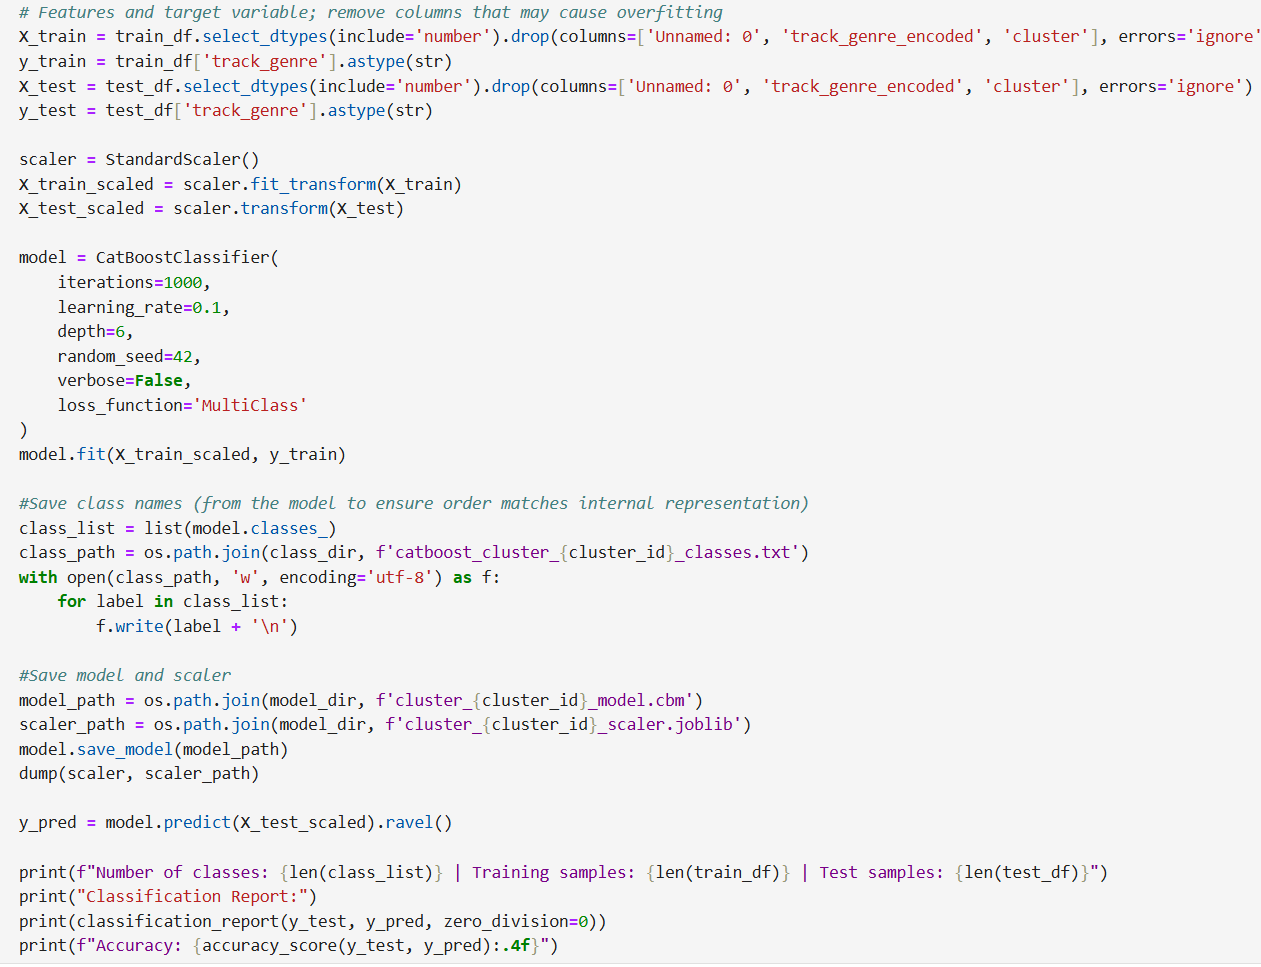 # Features and target variable; remove columns that may cause overfitting
X_train = train_df.select_dtypes(include='number').drop(columns=['Unnamed: 0', 'track_genre_encoded', 'cluster'], errors='ignore'
y_train = train_df['track_genre'].astype(str)
X_test = test_df.select_dtypes(include='number').drop(columns=['Unnamed: 0', 'track_genre_encoded', 'cluster'], errors='ignore')
y_test = test_df['track_genre'].astype(str)

scaler = StandardScaler()
X_train_scaled = scaler.fit_transform(X_train)
X_test_scaled = scaler.transform(X_test)

model = CatBoostClassifier(
    iterations=1000,
    learning_rate=0.1,
    depth=6,
    random_seed=42,
    verbose=False,
    loss_function='MultiClass'
)
model.fit(X_train_scaled, y_train)

#Save class names (from the model to ensure order matches internal representation)
class_list = list(model.classes_)
class_path = os.path.join(class_dir, f'catboost_cluster_{cluster_id}_classes.txt')
with open(class_path, 'w', encoding='utf-8') as f:
    for label in class_list:
        f.write(label + '\n')

#Save model and scaler
model_path = os.path.join(model_dir, f'cluster_{cluster_id}_model.cbm')
scaler_path = os.path.join(model_dir, f'cluster_{cluster_id}_scaler.joblib')
model.save_model(model_path)
dump(scaler, scaler_path)

y_pred = model.predict(X_test_scaled).ravel()

print(f"Number of classes: {len(class_list)} | Training samples: {len(train_df)} | Test samples: {len(test_df)}")
print("Classification Report:")
print(classification_report(y_test, y_pred, zero_division=0))
print(f"Accuracy: {accuracy_score(y_test, y_pred):.4f}")